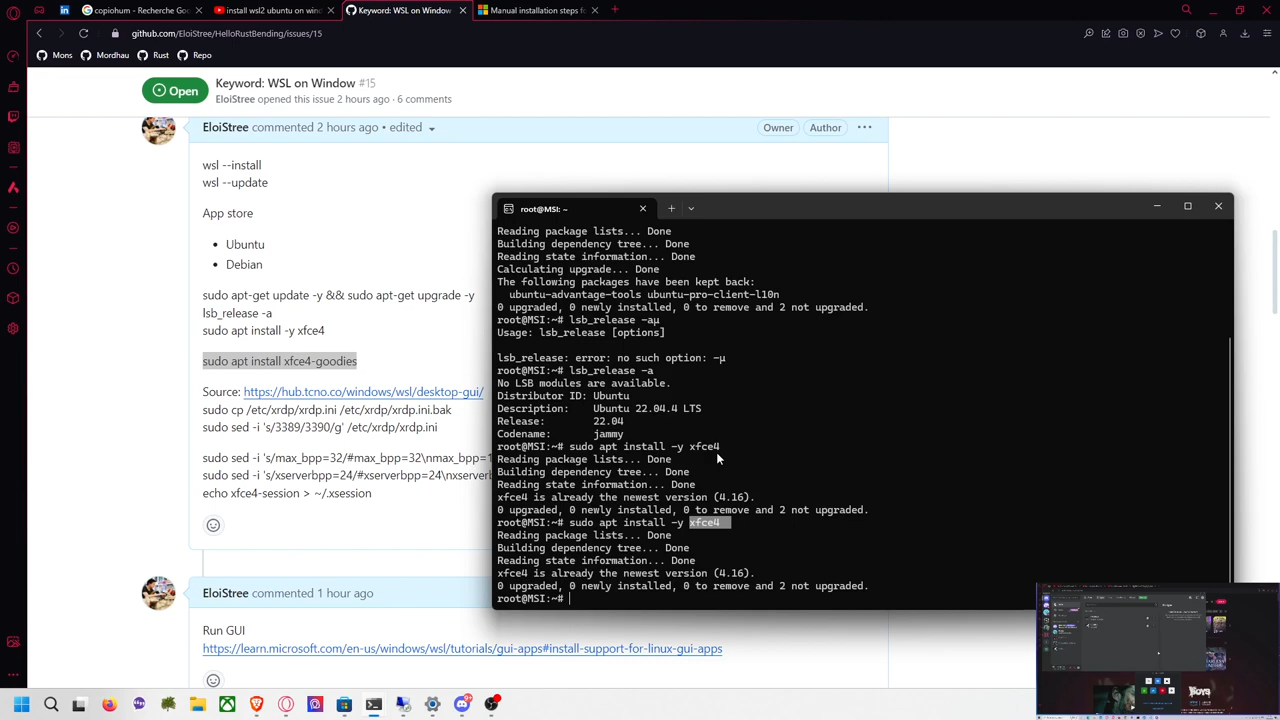 copiohum - Recherche Goo
install wsl2 ubuntu on wind
Keyword: WSL on Window
Manual installation steps fo
github.com/EloiStree/HelloRustBending/issues/15
Mons
Mordhau
Rust
Repo
Open
Keyword: WSL on Window #15
EloiStree opened this issue 2 hours ago · 6 comments
EloiStree commented 2 hours ago • edited
Owner
Author
wsl --install
wsl --update
App store
• Ubuntu
• Debian
sudo apt-get update -y && sudo apt-get upgrade -y
lsb_release -a
sudo apt install -y xfce4
sudo apt install xfce4-goodies
Source: https://hub.tcno.co/windows/wsl/desktop-gui/
sudo cp /etc/xrdp/xrdp.ini /etc/xrdp/xrdp.ini.bak
sudo sed -i 's/3389/3390/g' /etc/xrdp/xrdp.ini
sudo sed -i 's/max_bpp=32/#max_bpp=32\nmax_bpp=1
sudo sed -i 's/xserverbpp=24/#xserverbpp=24\nxserverb
echo xfce4-session > ~/.xsession
EloiStree commented 1 hour ago
Run GUI
https://learn.microsoft.com/en-us/windows/wsl/tutorials/gui-apps#install-support-for-linux-gui-apps
root@MSI: ~
Reading package lists... Done
Building dependency tree... Done
Reading state information... Done
Calculating upgrade... Done
The following packages have been kept back:
ubuntu-advantage-tools ubuntu-pro-client-l10n
0 upgraded, 0 newly installed, 0 to remove and 2 not upgraded.
root@MSI:~# lsb_release -aµ
Usage: lsb_release [options]
lsb_release: error: no such option: -µ
root@MSI:~# lsb_release -a
No LSB modules are available.
Distributor ID: Ubuntu
Description: Ubuntu 22.04.4 LTS
Release: 22.04
Codename: jammy
root@MSI:~# sudo apt install -y xfce4
Reading package lists... Done
Building dependency tree... Done
Reading state information... Done
xfce4 is already the newest version (4.16).
0 upgraded, 0 newly installed, 0 to remove and 2 not upgraded.
root@MSI:~# sudo apt install -y xfce4
Reading package lists... Done
Building dependency tree... Done
Reading state information... Done
xfce4 is already the newest version (4.16).
0 upgraded, 0 newly installed, 0 to remove and 2 not upgraded.
root@MSI:~#